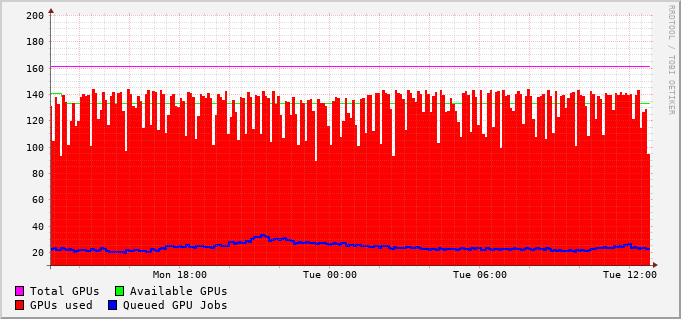 200
180
160
140
120
100
80
60
40
20
Mon 18:00 Tue 00:00 Tue 06:00 Tue 12:00
Total GPUs Available GPUs
GPUs used Queued GPU Jobs
RRDTOOL / TOBI OETIKER